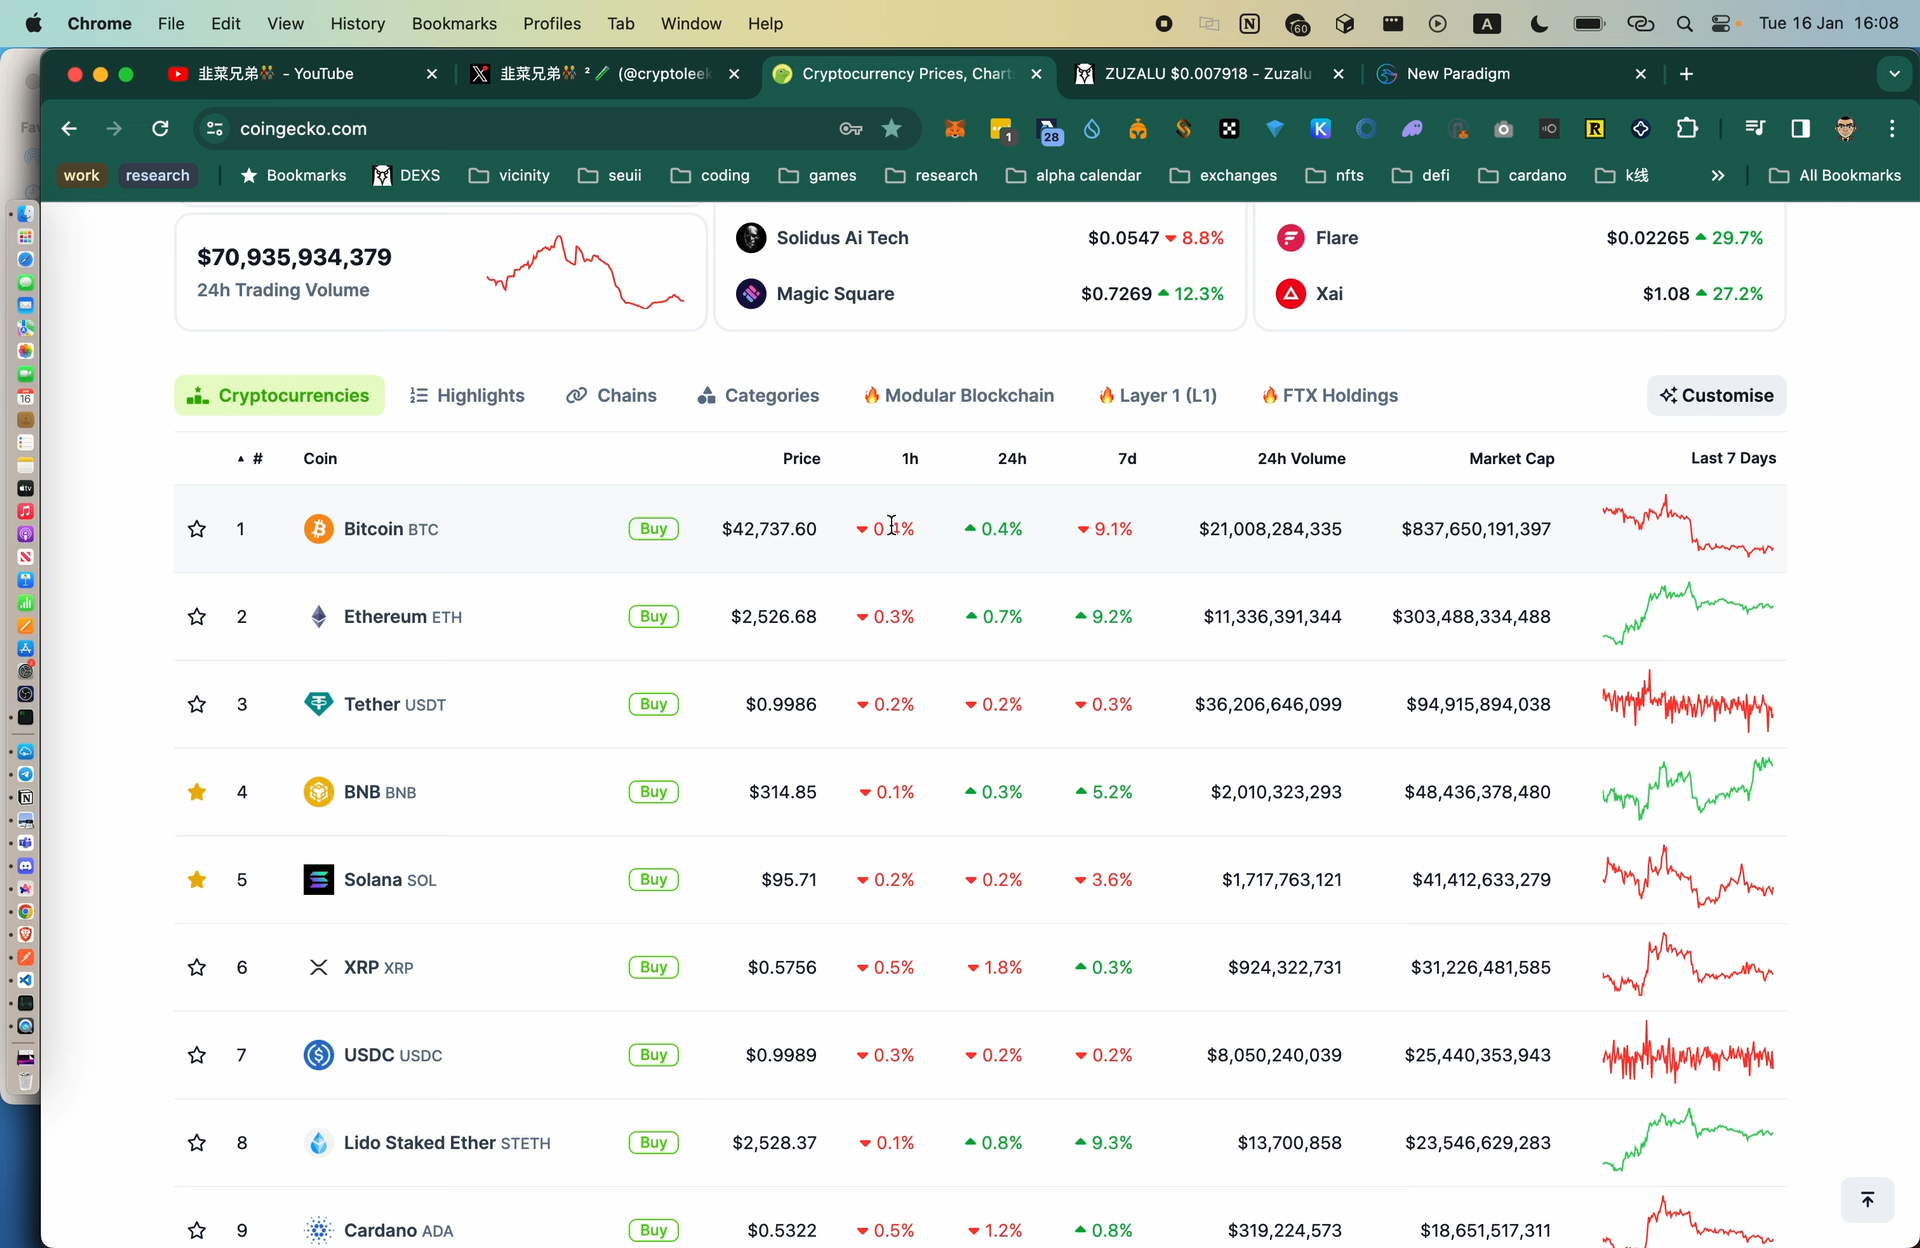 Chrome File Edit View History Bookmarks Profiles Tab Window Help 60 A Tue 16 Jan 16:08
韭菜兄弟👬 - YouTube
韭菜兄弟👬 ² 🧪 (@cryptoleek
Cryptocurrency Prices, Chart
ZUZALU $0.007918 - Zuzalu
New Paradigm
coingecko.com
1 28 K R
work research Bookmarks DEXS vicinity seuii coding games research alpha calendar exchanges nfts defi cardano k线 » All Bookmarks
Fav
$70,935,934,379
24h Trading Volume
Solidus Ai Tech $0.0547 ▼ 8.8%
Magic Square $0.7269 ▲ 12.3%
Flare $0.02265 ▲ 29.7%
Xai $1.08 ▲ 27.2%
Cryptocurrencies Highlights Chains Categories 🔥 Modular Blockchain 🔥 Layer 1 (L1) 🔥 FTX Holdings Customise
▲ # Coin Price 1h 24h 7d 24h Volume Market Cap Last 7 Days
1 Bitcoin BTC Buy $42,737.60 ▼ 0.1% ▲ 0.4% ▼ 9.1% $21,008,284,335 $837,650,191,397
2 Ethereum ETH Buy $2,526.68 ▼ 0.3% ▲ 0.7% ▲ 9.2% $11,336,391,344 $303,488,334,488
3 Tether USDT Buy $0.9986 ▼ 0.2% ▼ 0.2% ▼ 0.3% $36,206,646,099 $94,915,894,038
4 BNB BNB Buy $314.85 ▼ 0.1% ▲ 0.3% ▲ 5.2% $2,010,323,293 $48,436,378,480
5 Solana SOL Buy $95.71 ▼ 0.2% ▼ 0.2% ▼ 3.6% $1,717,763,121 $41,412,633,279
6 XRP XRP Buy $0.5756 ▼ 0.5% ▼ 1.8% ▲ 0.3% $924,322,731 $31,226,481,585
7 USDC USDC Buy $0.9989 ▼ 0.3% ▼ 0.2% ▼ 0.2% $8,050,240,039 $25,440,353,943
8 Lido Staked Ether STETH Buy $2,528.37 ▼ 0.1% ▲ 0.8% ▲ 9.3% $13,700,858 $23,546,629,283
9 Cardano ADA Buy $0.5322 ▼ 0.5% ▼ 1.2% ▲ 0.8% $319,224,573 $18,651,517,311